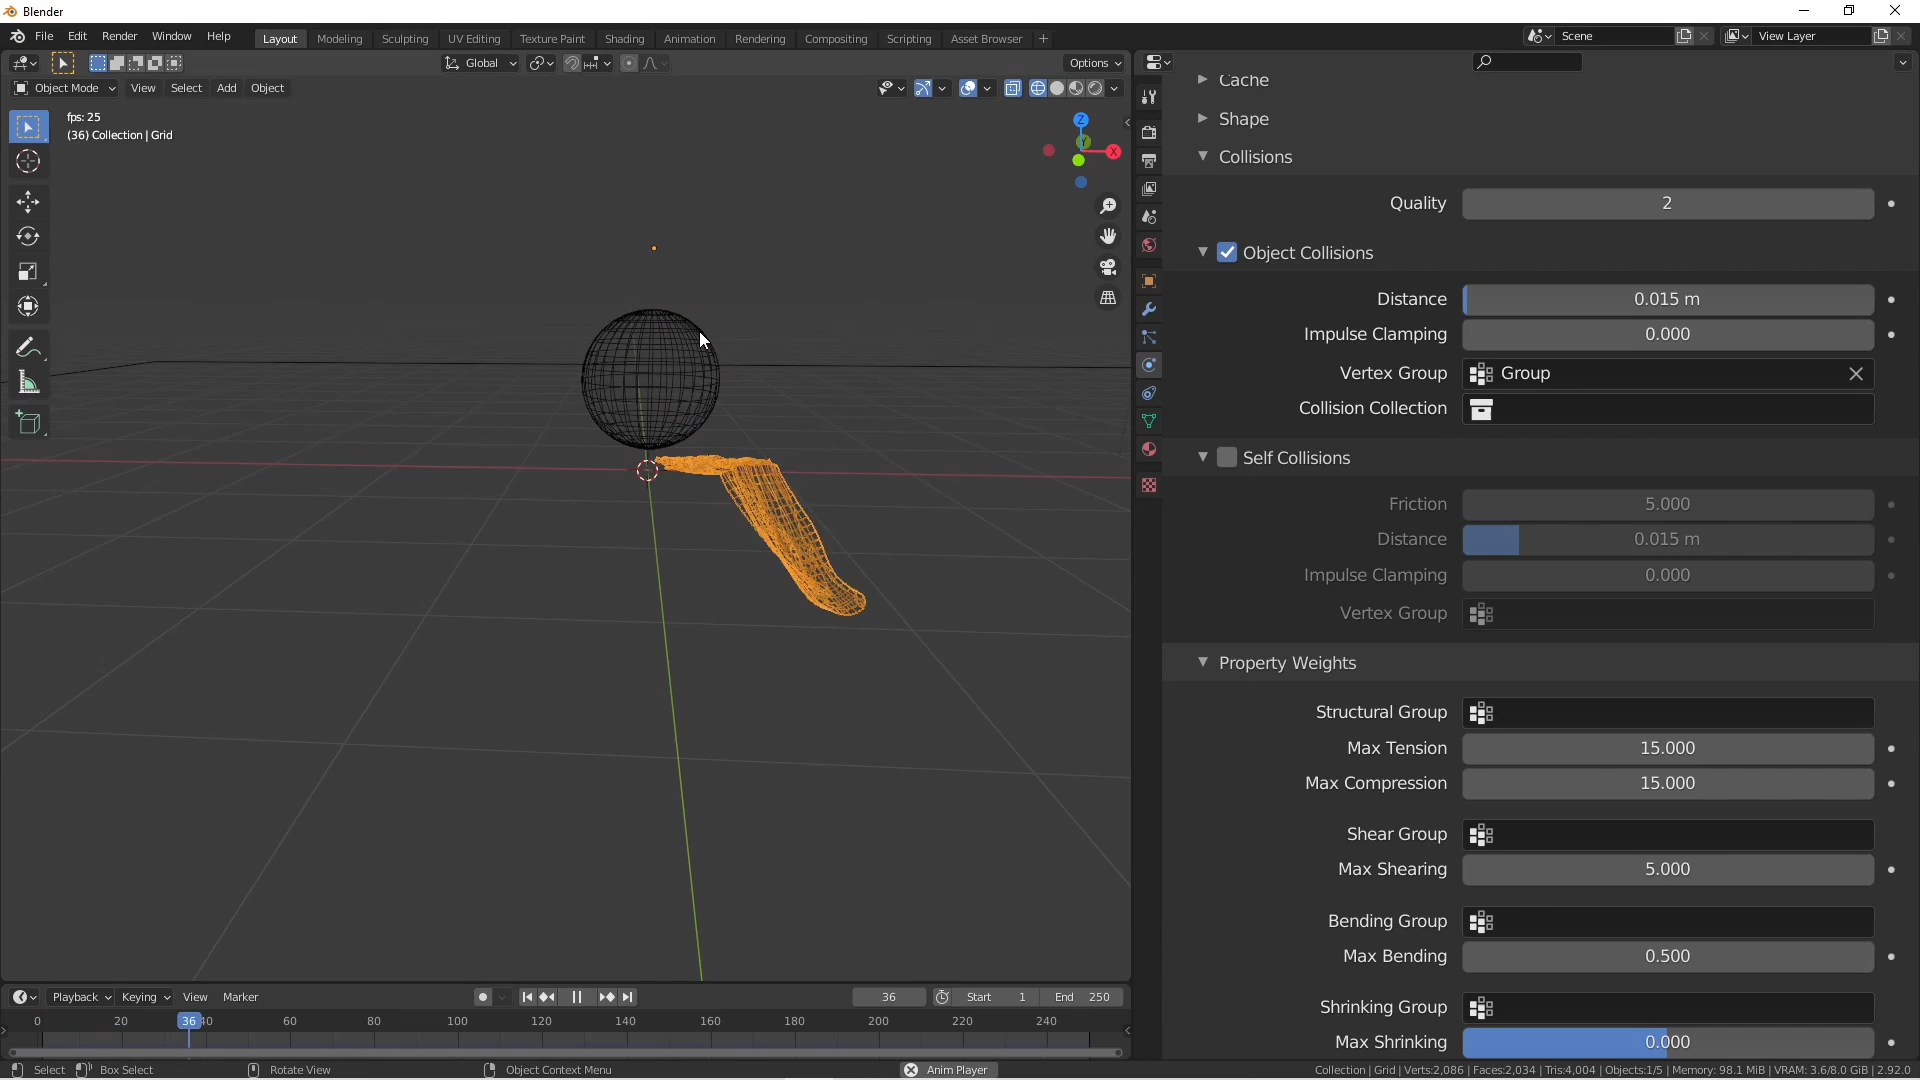 Blender
File Edit Render Window Help
Layout Modeling Sculpting UV Editing Texture Paint Shading Animation Rendering Compositing Scripting Asset Browser +
Scene
View Layer
Global
Options
Object Mode View Select Add Object
fps: 25
(36) Collection | Grid
Z
Y
X
Cache
Shape
Collisions
Quality 2
Object Collisions
Distance 0.015 m
Impulse Clamping 0.000
Vertex Group Group
Collision Collection
Self Collisions
Friction 5.000
Distance 0.015 m
Impulse Clamping 0.000
Vertex Group
Property Weights
Structural Group
Max Tension 15.000
Max Compression 15.000
Shear Group
Max Shearing 5.000
Bending Group
Max Bending 0.500
Shrinking Group
Max Shrinking 0.000
Playback Keying View Marker
36
Start 1
End 250
0 20 36 40 60 80 100 120 140 160 180 200 220 240
Select Box Select Rotate View Object Context Menu
Anim Player
Collection | Grid | Verts:2,086 | Faces:2,034 | Tris:4,004 | Objects:1/5 | Memory: 98.1 MiB | VRAM: 3.6/8.0 GiB | 2.92.0